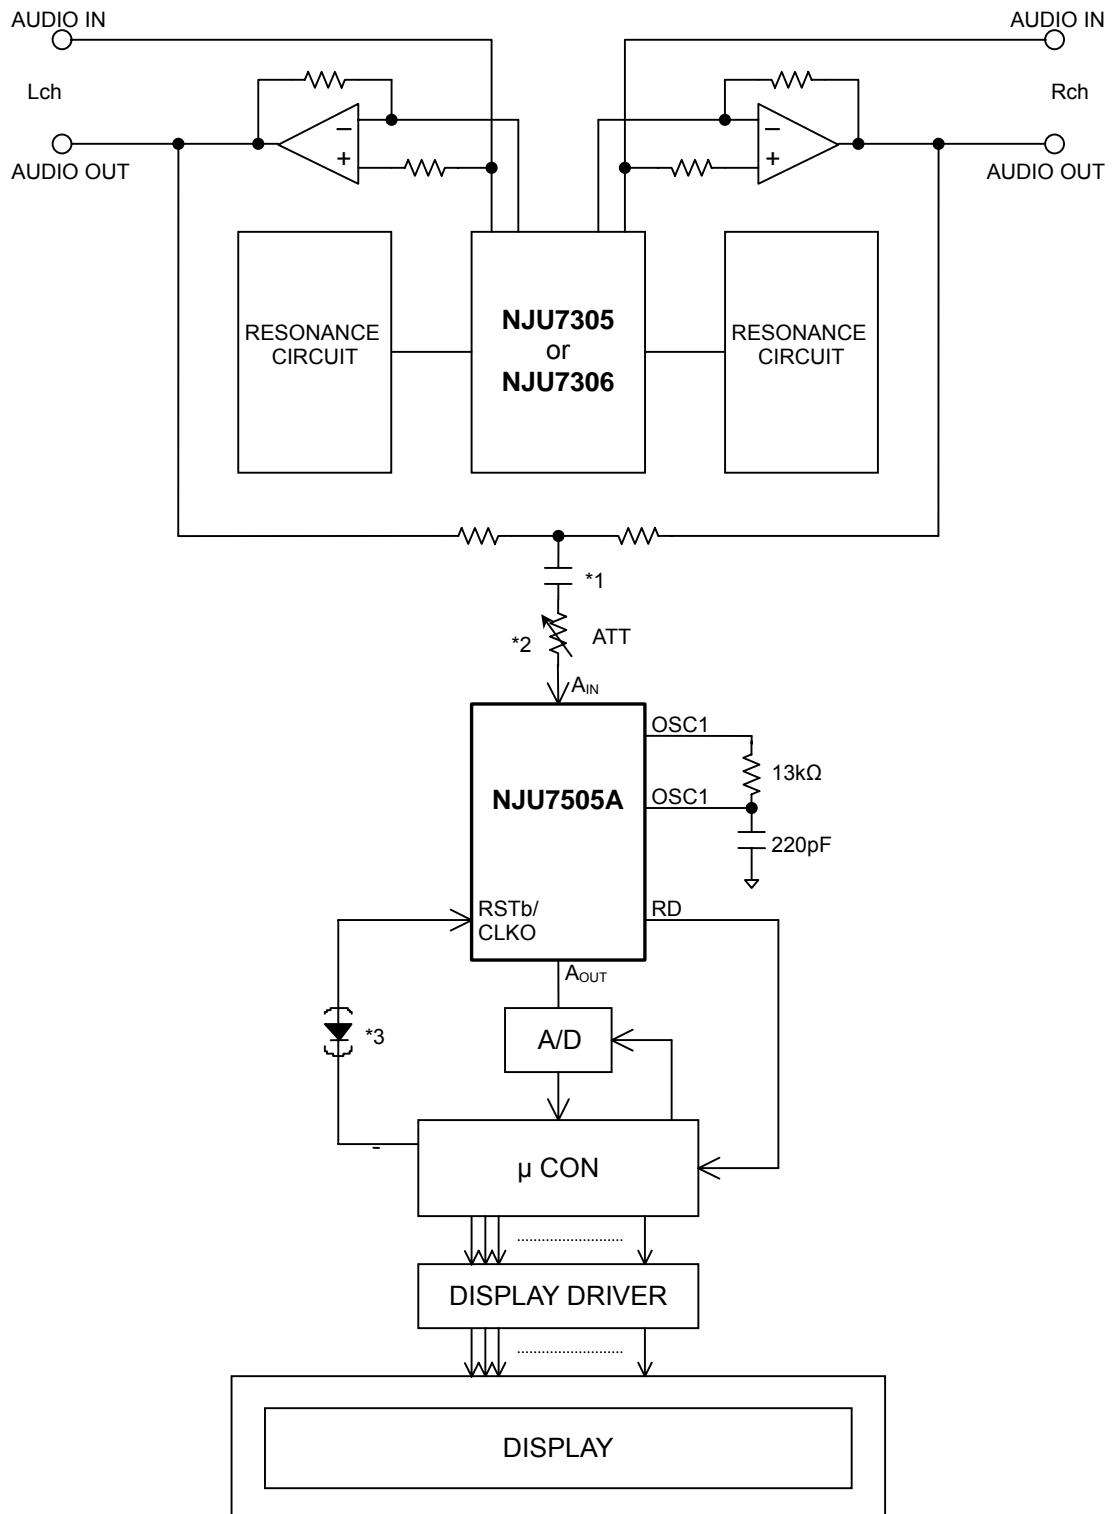 AUDIO IN
AUDIO IN
Lch
Rch
AUDIO OUT
AUDIO OUT
−
+
−
+
RESONANCE
CIRCUIT
NJU7305
or
NJU7306
RESONANCE
CIRCUIT
*1
*2
ATT
AIN
OSC1
13kΩ
NJU7505A
OSC1
220pF
RSTb/
CLKO
RD
AOUT
*3
A/D
-
μ CON
...........................
DISPLAY DRIVER
...........................
DISPLAY